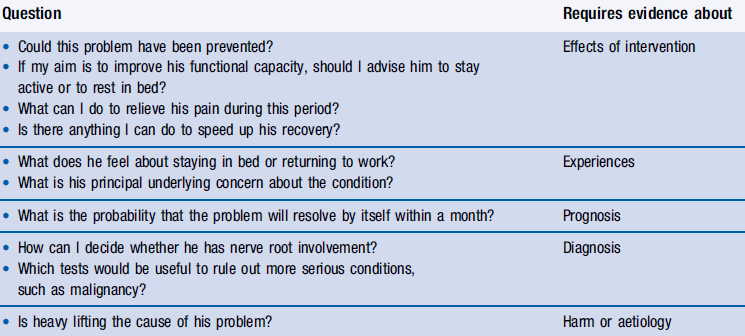 Question Requires evidence about
• Could this problem have been prevented? Effects of intervention
• If my aim is to improve his functional capacity, should I advise him to stay
active or to rest in bed?
• What can I do to relieve his pain during this period?
• Is there anything I can do to speed up his recovery?
• What does he feel about staying in bed or returning to work? Experiences
• What is his principal underlying concern about the condition?
• What is the probability that the problem will resolve by itself within a month? Prognosis
• How can I decide whether he has nerve root involvement? Diagnosis
• Which tests would be useful to rule out more serious conditions,
such as malignancy?
• Is heavy lifting the cause of his problem? Harm or aetiology